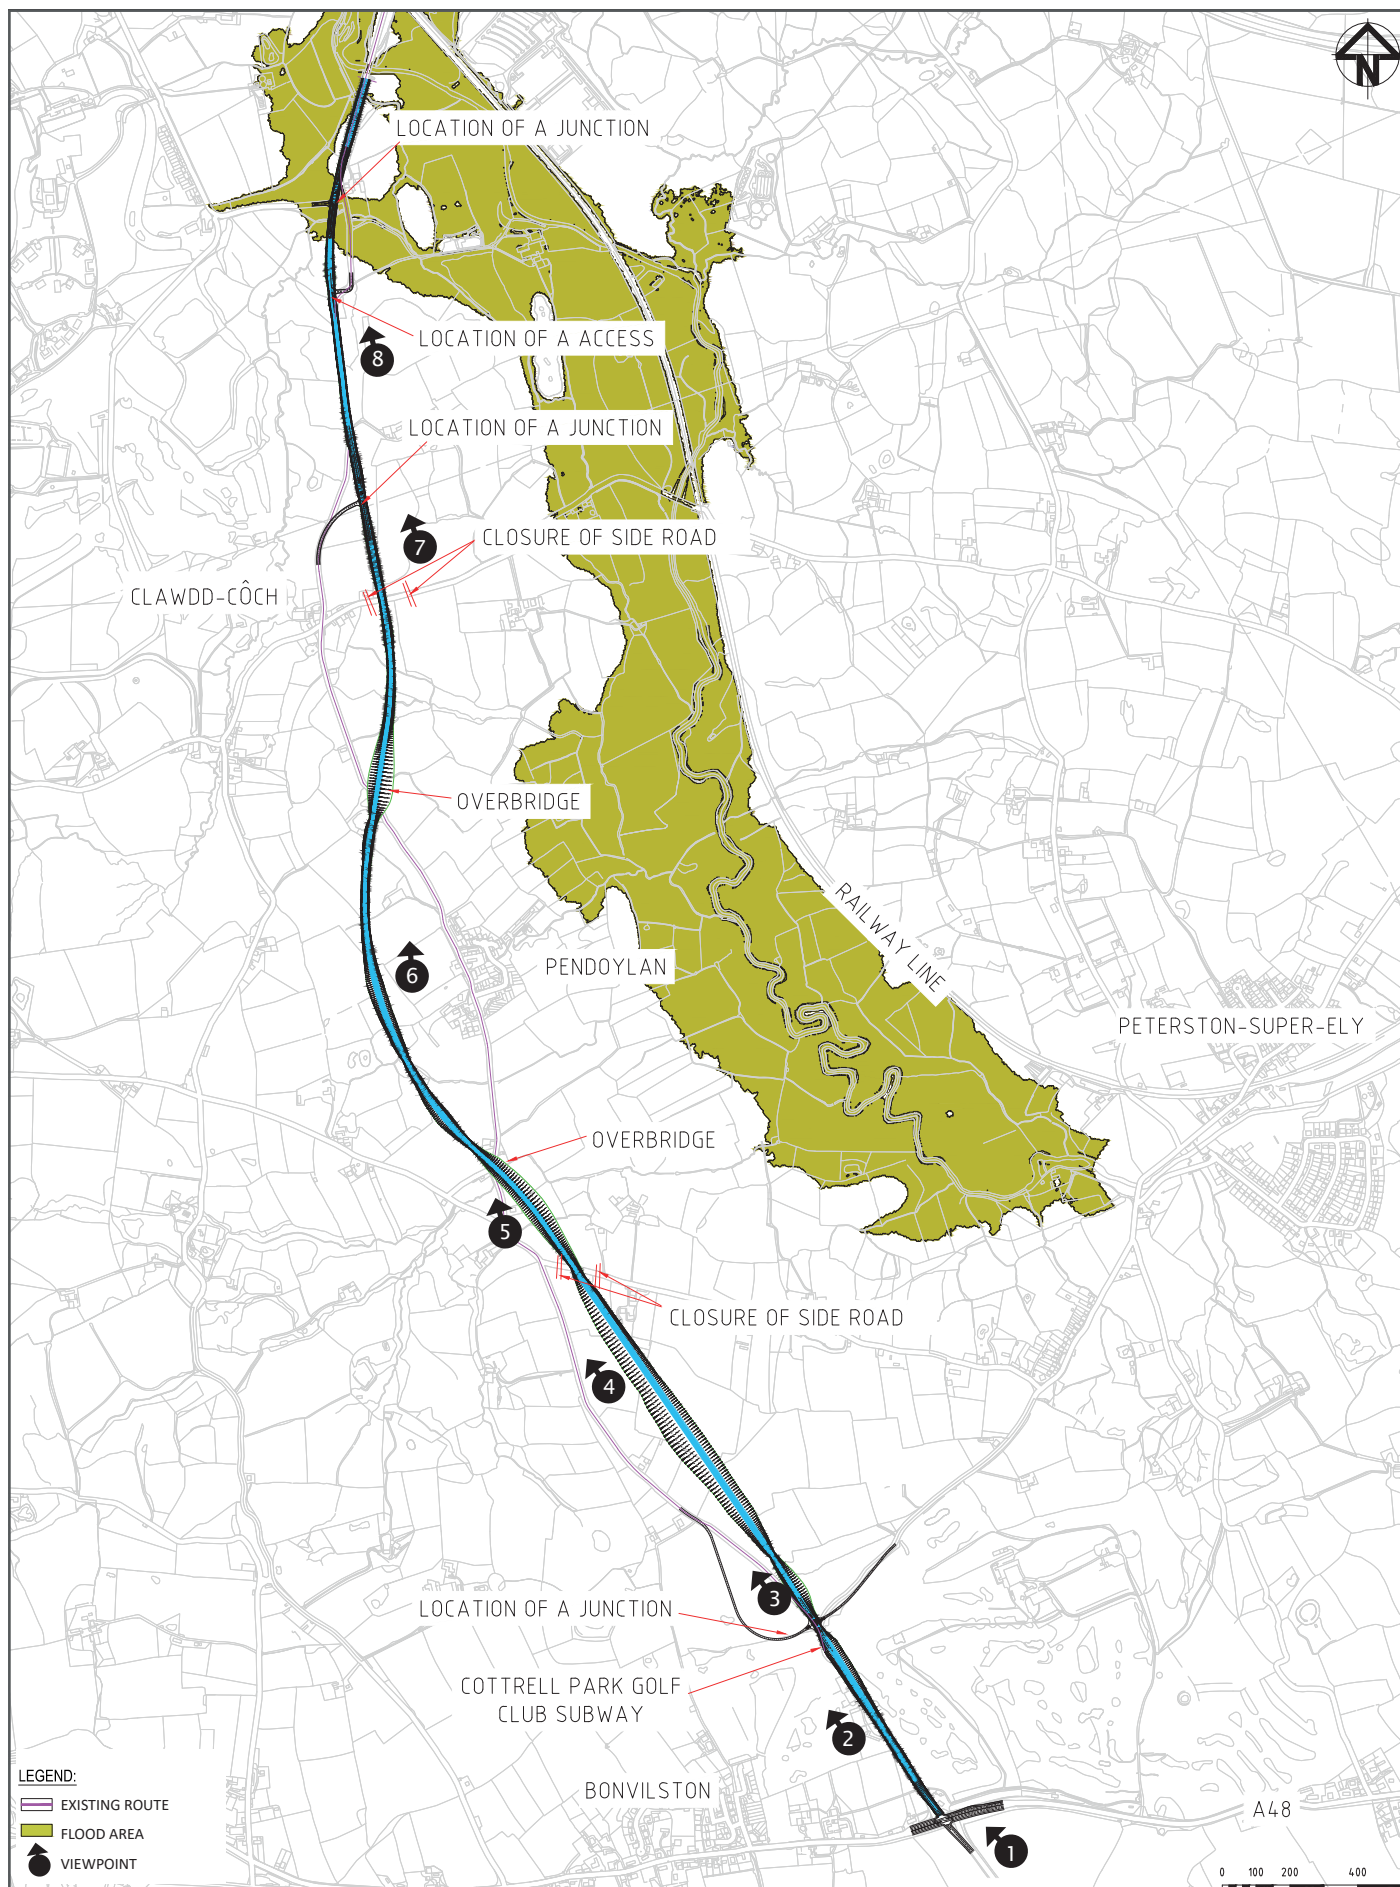 N
LOCATION OF A JUNCTION
LOCATION OF A ACCESS
8
LOCATION OF A JUNCTION
CLOSURE OF SIDE ROAD
7
CLAWDD-CÔCH
OVERBRIDGE
RAILWAY LINE
6
PENDOYLAN
PETERSTON-SUPER-ELY
OVERBRIDGE
5
CLOSURE OF SIDE ROAD
4
3
LOCATION OF A JUNCTION
COTTRELL PARK GOLF
CLUB SUBWAY
2
BONVILSTON
A48
1
LEGEND:
EXISTING ROUTE
FLOOD AREA
VIEWPOINT
0 100 200 400